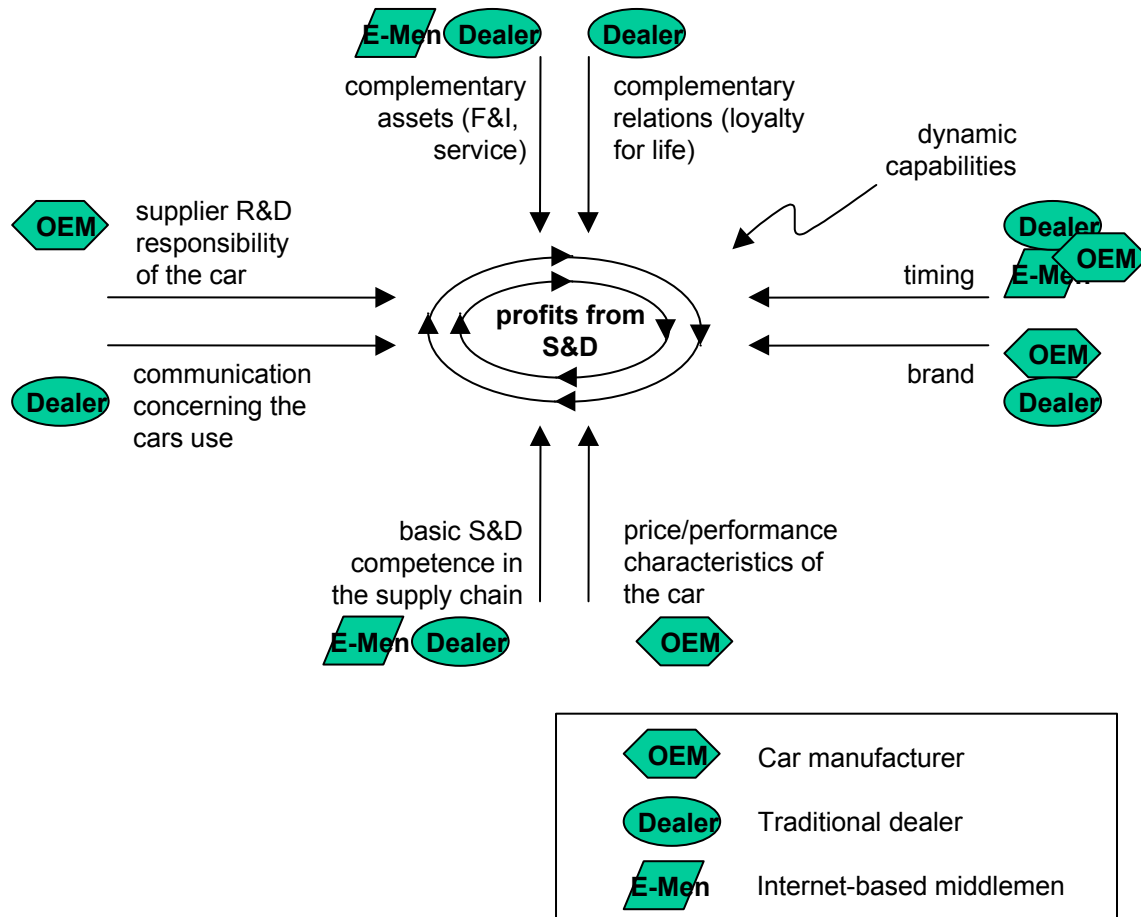 E-Men Dealer
Dealer
complementary
assets (F&I,
service)
complementary
relations (loyalty
for life)
dynamic
capabilities
OEM
supplier R&D
responsibility
of the car
Dealer
E-Men
OEM
timing
profits from
S&D
Dealer
communication
concerning the
cars use
brand
OEM
Dealer
basic S&D
competence in
the supply chain
E-Men Dealer
price/performance
characteristics of
the car
OEM
OEM Car manufacturer
Dealer Traditional dealer
E-Men Internet-based middlemen